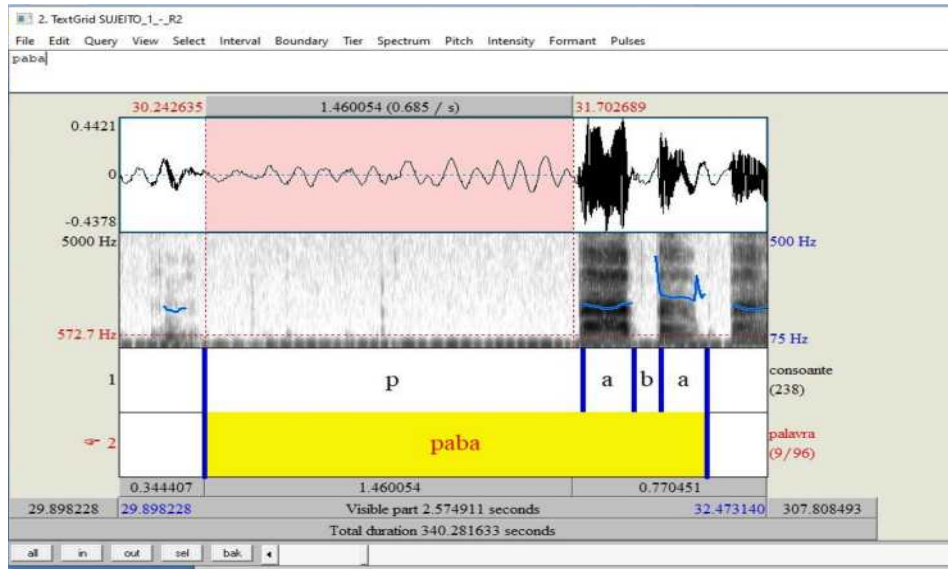 2. TextGrid SUJEITO_1_-_R2
File Edit Query View Select Interval Boundary Tier Spectrum Pitch Intensity Formant Pulses
paba
30.242635 1.460054 (0.685 / s) 31.702689
0.4421
0
-0.4378
5000 Hz 500 Hz
572.7 Hz 75 Hz
1 p a b a consoante
(238)
2 paba palavra
(9/96)
0.344407 1.460054 0.770451
29.898228 29.898228 Visible part 2.574911 seconds 32.473140 307.808493
Total duration 340.281633 seconds
all in out sel bak